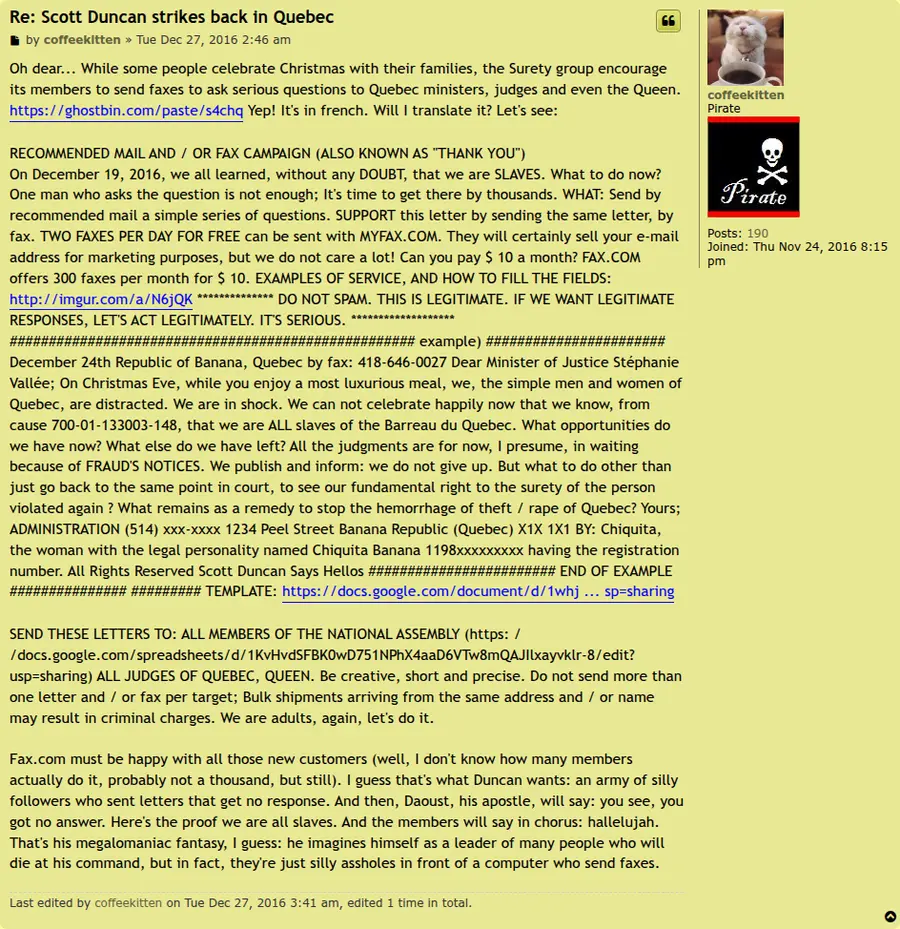 Re: Scott Duncan strikes back in Quebec
by coffeekitten » Tue Dec 27, 2016 2:46 am
Oh dear... While some people celebrate Christmas with their families, the Surety group encourage
its members to send faxes to ask serious questions to Quebec ministers, judges and even the Queen.
https://ghostbin.com/paste/s4chq Yep! It's in french. Will I translate it? Let's see:
RECOMMENDED MAIL AND / OR FAX CAMPAIGN (ALSO KNOWN AS "THANK YOU")
On December 19, 2016, we all learned, without any DOUBT, that we are SLAVES. What to do now?
One man who asks the question is not enough; It's time to get there by thousands. WHAT: Send by
recommended mail a simple series of questions. SUPPORT this letter by sending the same letter, by
fax. TWO FAXES PER DAY FOR FREE can be sent with MYFAX.COM. They will certainly sell your e-mail
address for marketing purposes, but we do not care a lot! Can you pay $ 10 a month? FAX.COM
offers 300 faxes per month for $ 10. EXAMPLES OF SERVICE, AND HOW TO FILL THE FIELDS:
http://imgur.com/a/N6jQK ************** DO NOT SPAM. THIS IS LEGITIMATE. IF WE WANT LEGITIMATE
RESPONSES, LET'S ACT LEGITIMATELY. IT'S SERIOUS. *******************
#################################################### example) #######################
December 24th Republic of Banana, Quebec by fax: 418-646-0027 Dear Minister of Justice Stéphanie
Vallée; On Christmas Eve, while you enjoy a most luxurious meal, we, the simple men and women of
Quebec, are distracted. We are in shock. We can not celebrate happily now that we know, from
cause 700-01-133003-148, that we are ALL slaves of the Barreau du Quebec. What opportunities do
we have now? What else do we have left? All the judgments are for now, I presume, in waiting
because of FRAUD'S NOTICES. We publish and inform: we do not give up. But what to do other than
just go back to the same point in court, to see our fundamental right to the surety of the person
violated again ? What remains as a remedy to stop the hemorrhage of theft / rape of Quebec? Yours;
ADMINISTRATION (514) xxx-xxxx 1234 Peel Street Banana Republic (Quebec) X1X 1X1 BY: Chiquita,
the woman with the legal personality named Chiquita Banana 1198xxxxxxxxx having the registration
number. All Rights Reserved Scott Duncan Says Hellos ######################## END OF EXAMPLE
############### ######### TEMPLATE: https://docs.google.com/document/d/1whj ... sp=sharing
SEND THESE LETTERS TO: ALL MEMBERS OF THE NATIONAL ASSEMBLY (https: /
/docs.google.com/spreadsheets/d/1KvHvdSFBK0wD751NPhX4aaD6VTw8mQAJIlxayvklr-8/edit?
usp=sharing) ALL JUDGES OF QUEBEC, QUEEN. Be creative, short and precise. Do not send more than
one letter and / or fax per target; Bulk shipments arriving from the same address and / or name
may result in criminal charges. We are adults, again, let's do it.
Fax.com must be happy with all those new customers (well, I don't know how many members
actually do it, probably not a thousand, but still). I guess that's what Duncan wants: an army of silly
followers who sent letters that get no response. And then, Daoust, his apostle, will say: you see, you
got no answer. Here's the proof we are all slaves. And the members will say in chorus: hallelujah.
That's his megalomaniac fantasy, I guess: he imagines himself as a leader of many people who will
die at his command, but in fact, they're just silly assholes in front of a computer who send faxes.
Last edited by coffeekitten on Tue Dec 27, 2016 3:41 am, edited 1 time in total.
coffeekitten
Pirate
Pirate
Posts: 190
Joined: Thu Nov 24, 2016 8:15
pm